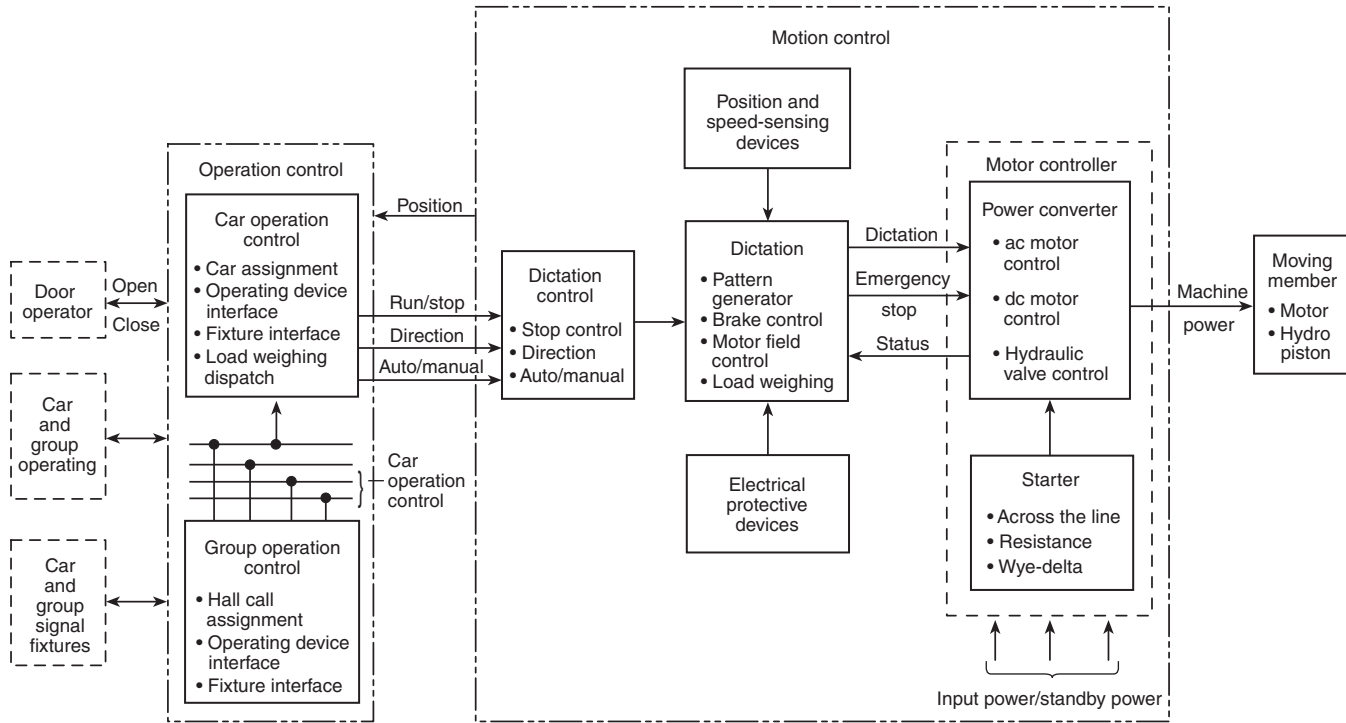 Motion control
Position and
speed-sensing
devices
Operation control
Car operation
control
• Car assignment
• Operating device
interface
• Fixture interface
• Load weighing
dispatch
Position
Door
operator
Open
Close
Run/stop
Direction
Auto/manual
Dictation
control
• Stop control
• Direction
• Auto/manual
Dictation
• Pattern
generator
• Brake control
• Motor field
control
• Load weighing
Dictation
Emergency
stop
Status
Motor controller
Power converter
• ac motor
control
• dc motor
control
• Hydraulic
valve control
Machine
power
Moving
member
• Motor
• Hydro
piston
Car
and
group
operating
Car
operation
control
Electrical
protective
devices
Starter
• Across the line
• Resistance
• Wye-delta
Car
and
group
signal
fixtures
Group operation
control
• Hall call
assignment
• Operating device
interface
• Fixture interface
Input power/standby power